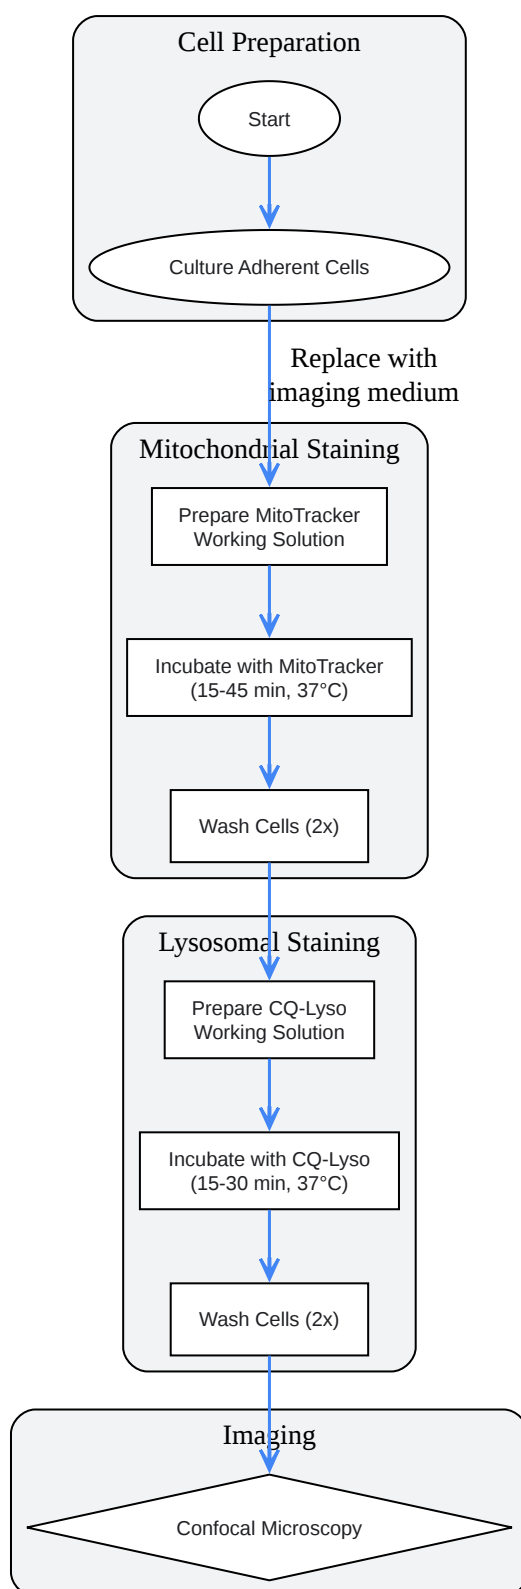 Cell Preparation
Start
Culture Adherent Cells
Replace with
imaging medium
Mitochondrial Staining
Prepare MitoTracker
Working Solution
Incubate with MitoTracker
(15-45 min, 37°C)
Wash Cells (2x)
Lysosomal Staining
Prepare CQ-Lyso
Working Solution
Incubate with CQ-Lyso
(15-30 min, 37°C)
Wash Cells (2x)
Imaging
Confocal Microscopy